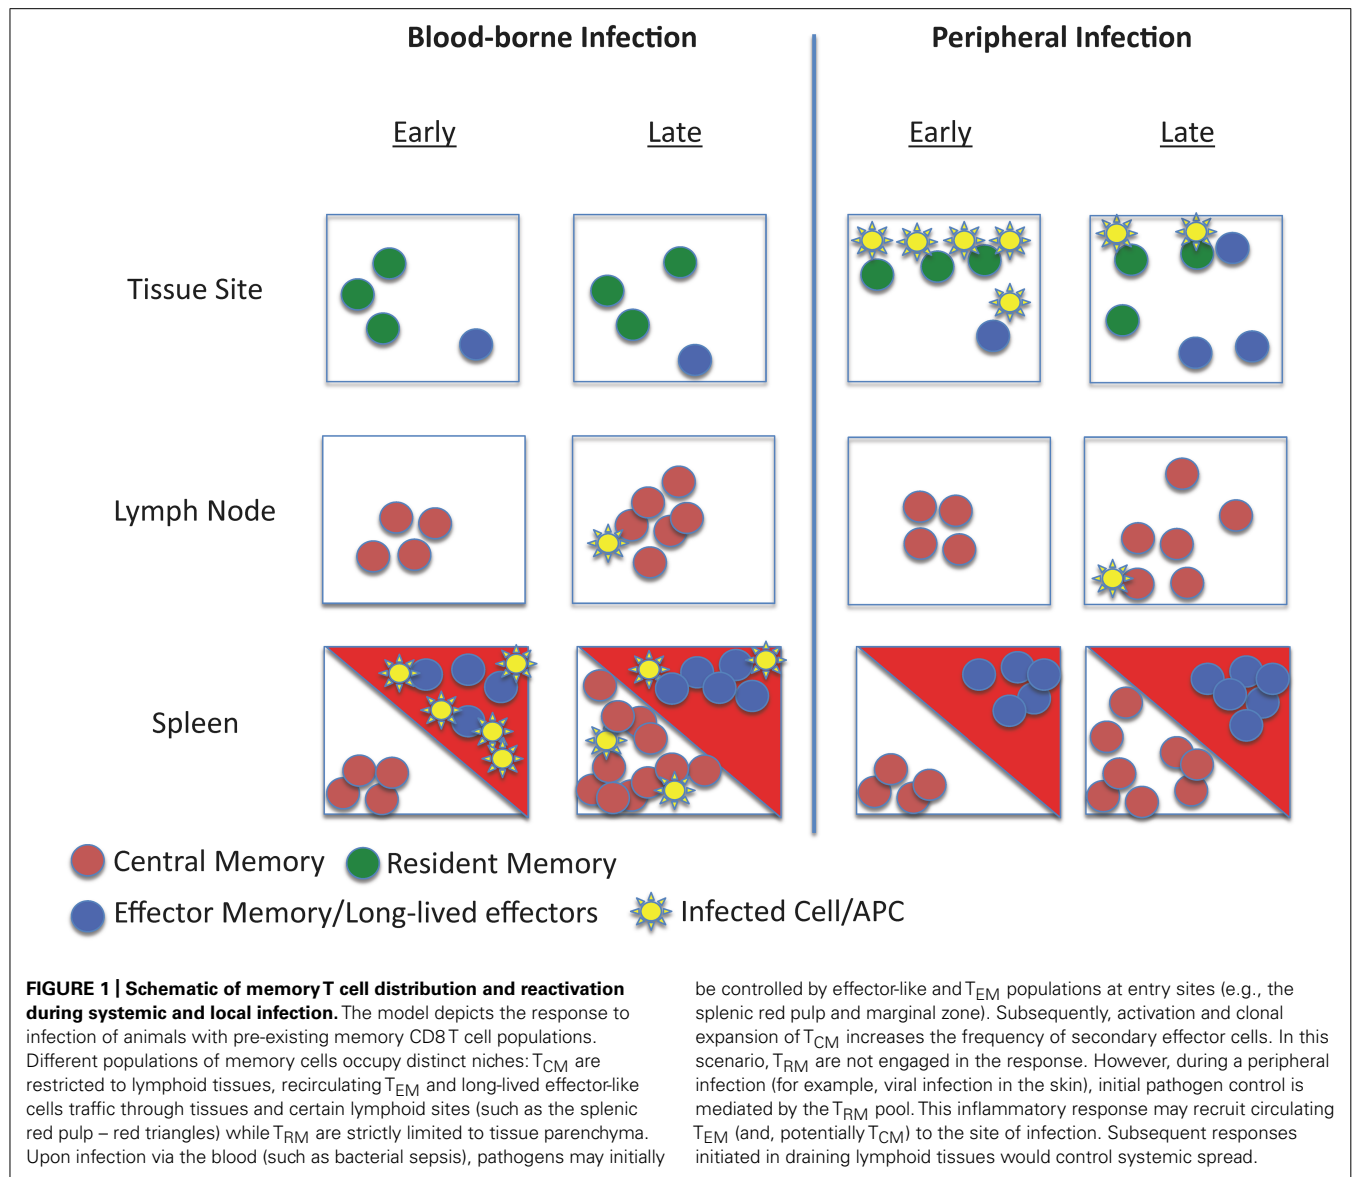 Blood-borne Infection
Peripheral Infection
Early
Late
Early
Late
Tissue Site
Lymph Node
Spleen
Central Memory
Resident Memory
Effector Memory/Long-lived effectors
Infected Cell/APC
FIGURE 1 | Schematic of memory T cell distribution and reactivation
during systemic and local infection. The model depicts the response to
infection of animals with pre-existing memory CD8 T cell populations.
Different populations of memory cells occupy distinct niches: TCM are
restricted to lymphoid tissues, recirculating TEM and long-lived effector-like
cells traffic through tissues and certain lymphoid sites (such as the splenic
red pulp – red triangles) while TRM are strictly limited to tissue parenchyma.
Upon infection via the blood (such as bacterial sepsis), pathogens may initially
be controlled by effector-like and TEM populations at entry sites (e.g., the
splenic red pulp and marginal zone). Subsequently, activation and clonal
expansion of TCM increases the frequency of secondary effector cells. In this
scenario, TRM are not engaged in the response. However, during a peripheral
infection (for example, viral infection in the skin), initial pathogen control is
mediated by the TRM pool. This inflammatory response may recruit circulating
TEM (and, potentially TCM) to the site of infection. Subsequent responses
initiated in draining lymphoid tissues would control systemic spread.